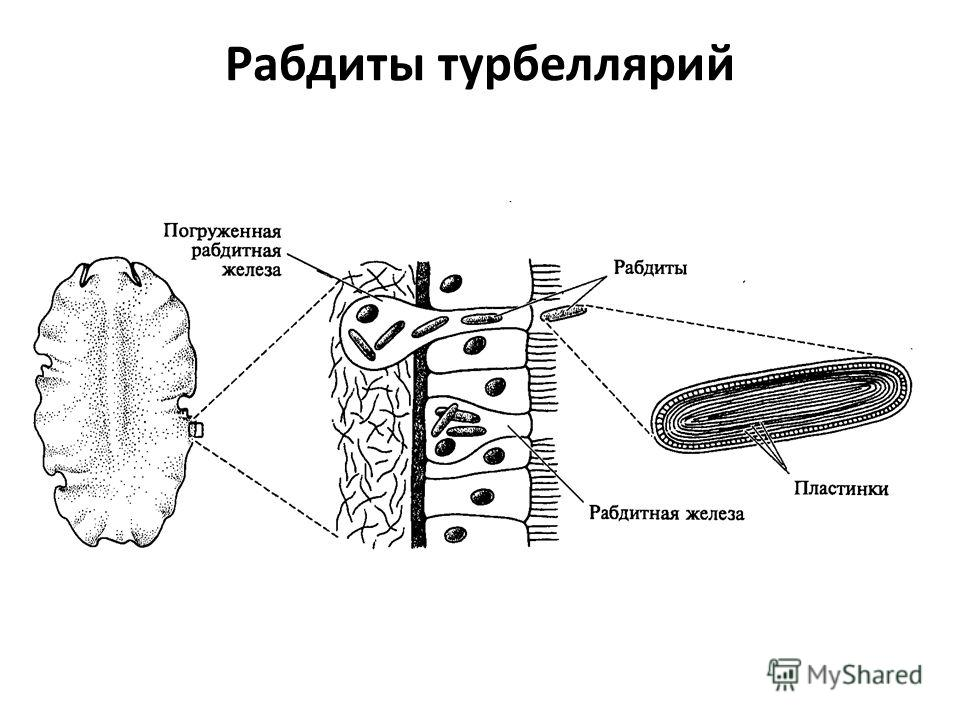 Рабдиты турбеллярий
Погруженная
рабдитная
железа
Рабдиты
Пластинки
Рабдитная железа
MyShared